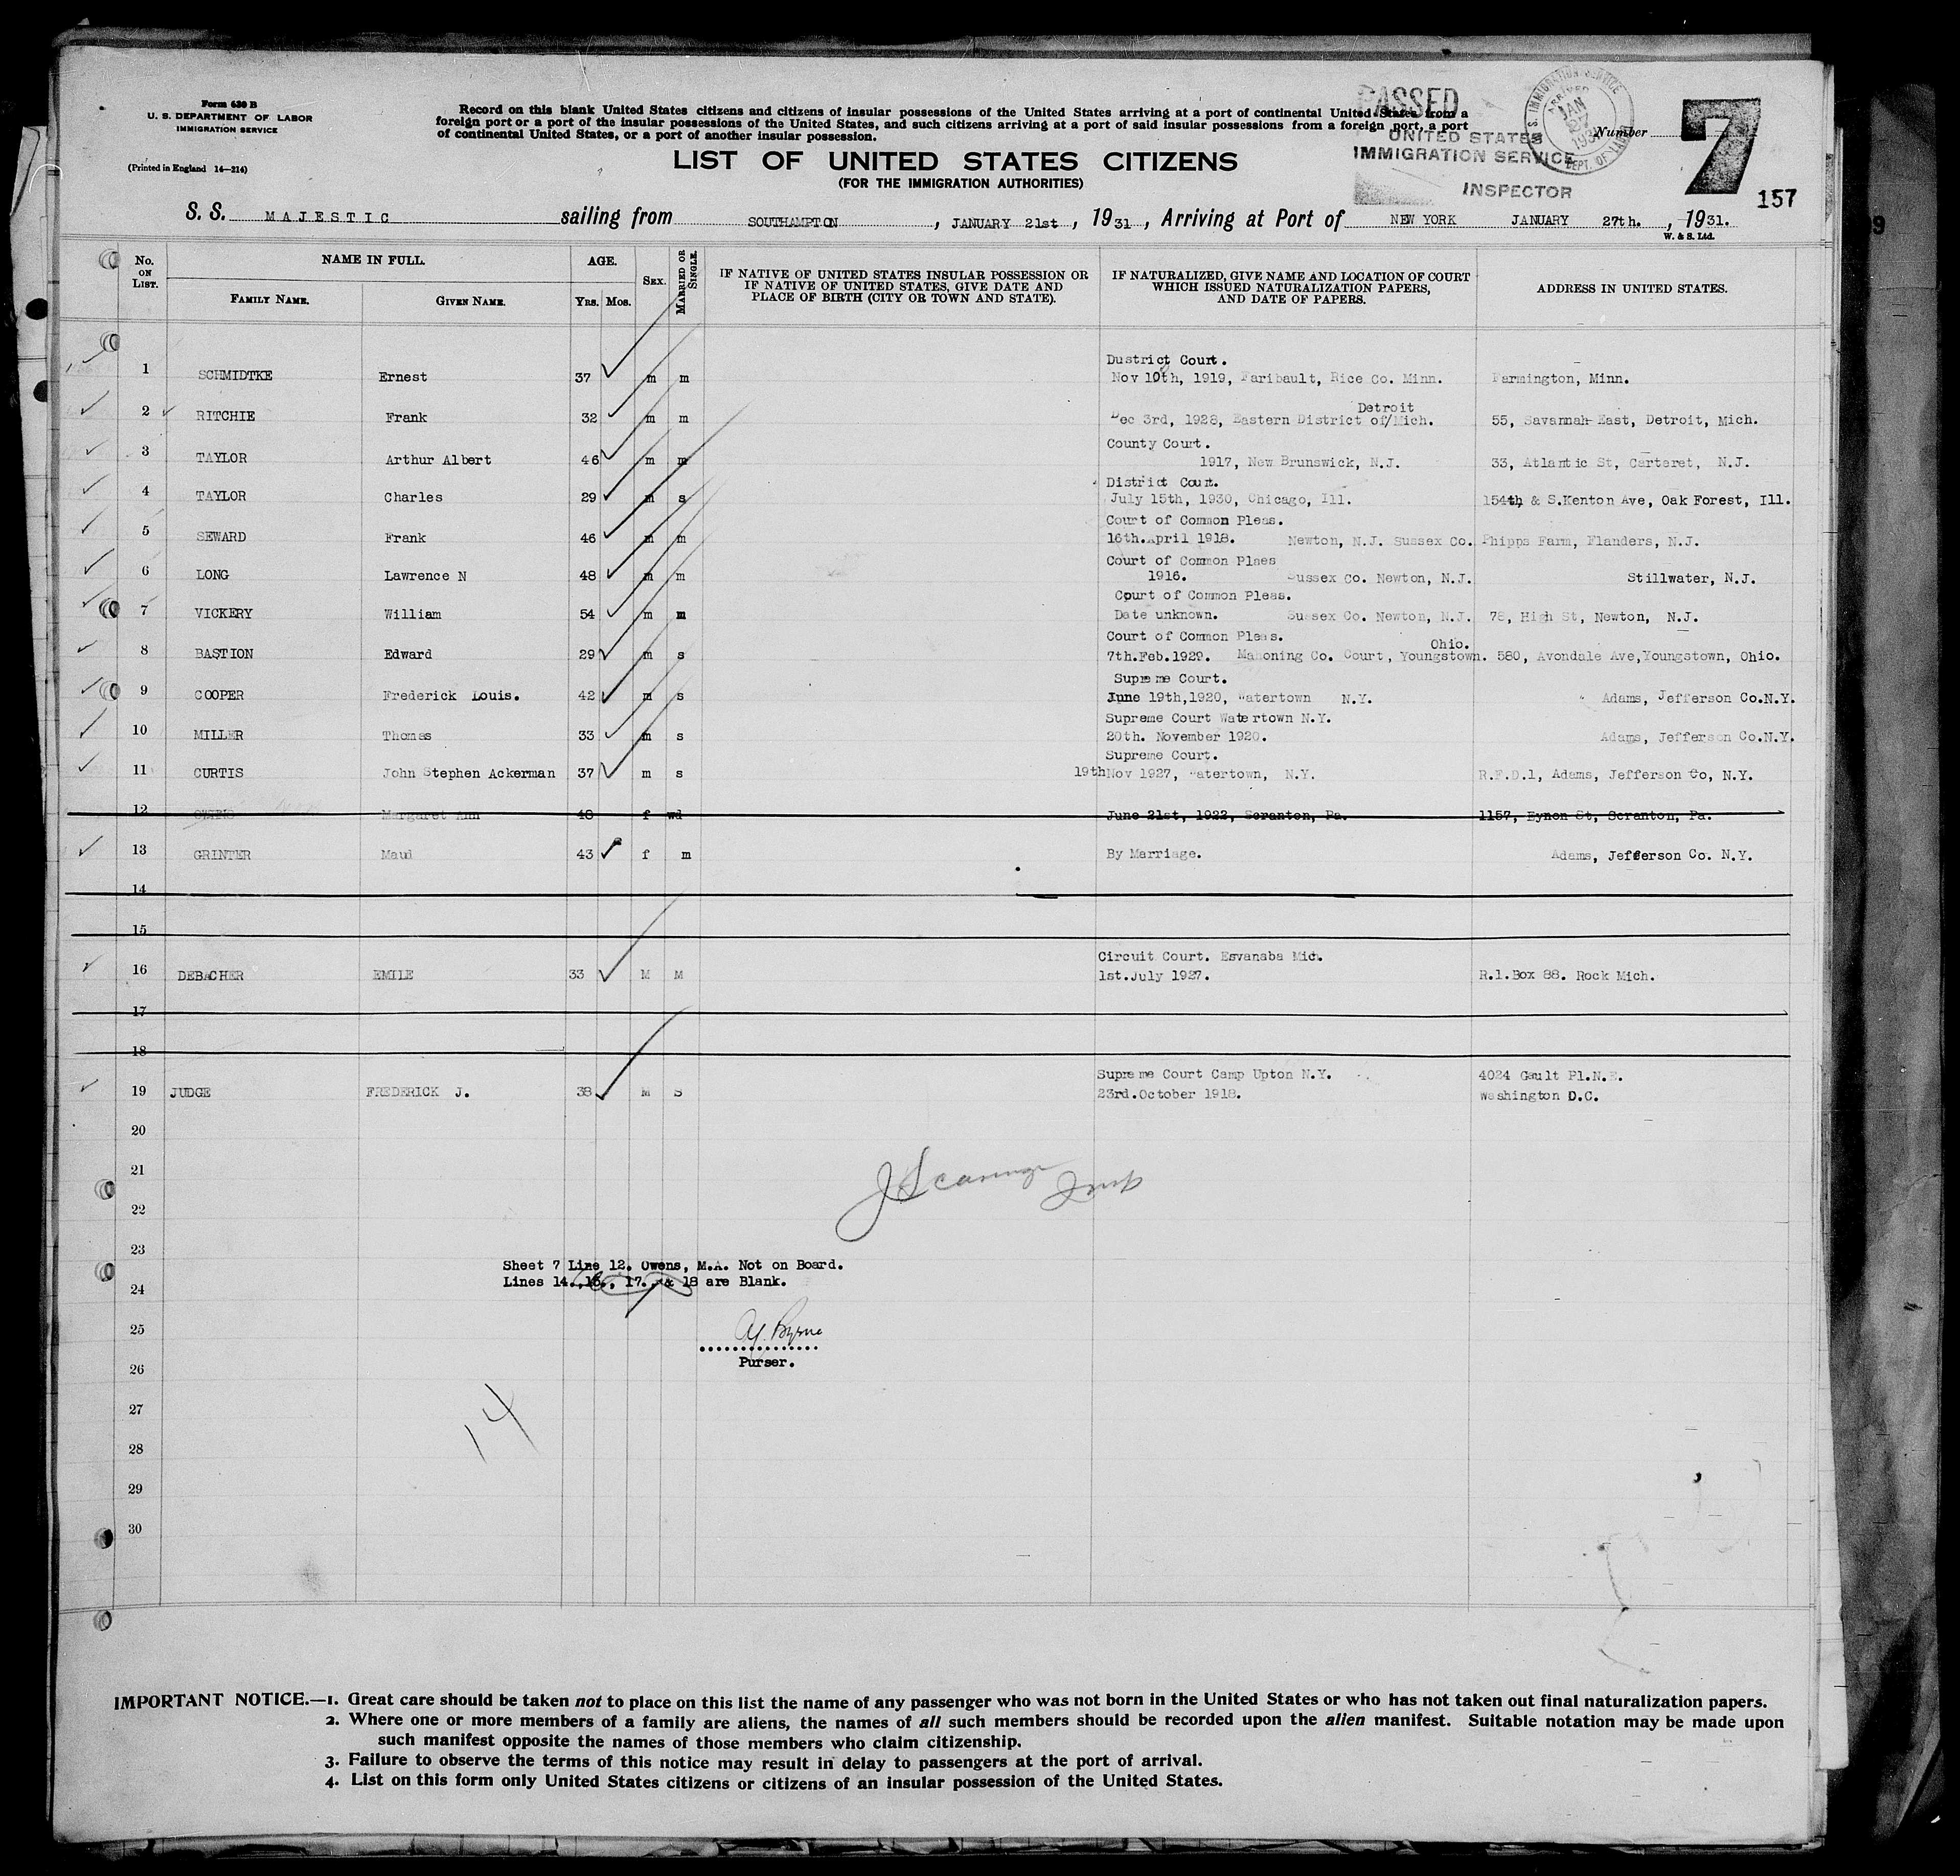 Form 630 B
U. S. DEPARTMENT OF LABOR
IMMIGRATION SERVICE
(Printed in England 14—214)
Record on this blank United States citizens and citizens of insular possessions of the United States arriving at a port of continental United States from a
foreign port or a port of the insular possessions of the United States, and such citizens arriving at a port of said insular possessions from a foreign port, a port
of continental United States, or a port of another insular possession.
PASSED
UNITED STATES
IMMIGRATION SERVICE
INSPECTOR
U.S. IMMIGRATION SERVICE
ARRIVED
JAN
27
1931
DEPT. OF LABOR
Number
7
157
LIST OF UNITED STATES CITIZENS
(FOR THE IMMIGRATION AUTHORITIES)
S. S. MAJESTIC sailing from SOUTHAMPTON, JANUARY 21st, 1931, Arriving at Port of NEW YORK JANUARY 27th., 1931.
W. & S. Ltd.
No. ON LIST. NAME IN FULL. FAMILY NAME. GIVEN NAME. AGE. YRS. MOS. SEX. MARRIED OR SINGLE.
IF NATIVE OF UNITED STATES INSULAR POSSESSION OR
IF NATIVE OF UNITED STATES, GIVE DATE AND
PLACE OF BIRTH (CITY OR TOWN AND STATE).
IF NATURALIZED, GIVE NAME AND LOCATION OF COURT
WHICH ISSUED NATURALIZATION PAPERS,
AND DATE OF PAPERS.
ADDRESS IN UNITED STATES.
Dustrict Court.
1 SCHMIDTKE Ernest 37 m m Nov 10th, 1919, Faribault, Rice Co. Minn. Farmington, Minn.
Detroit
2 RITCHIE Frank 32 m m Dec 3rd, 1928, Eastern District of/Mich. 55, Savannah East, Detroit, Mich.
County Court.
3 TAYLOR Arthur Albert 46 m m 1917, New Brunswick, N.J. 33, Atlantic St, Carteret, N.J.
District Court.
4 TAYLOR Charles 29 m s July 15th, 1930, Chicago, Ill. 154th & S.Kenton Ave, Oak Forest, Ill.
Court of Common Pleas.
5 SEWARD Frank 46 m m 16th.April 1918. Newton, N.J. Sussex Co. Phipps Farm, Flanders, N.J.
Court of Common Plaes
6 LONG Lawrence N 48 m m 1916. Sussex Co. Newton, N.J. Stillwater, N.J.
Court of Common Pleas.
7 VICKERY William 54 m m Date unknown. Sussex Co. Newton, N.J. 75, High St, Newton, N.J.
Court of Common Pleas.
Ohio.
8 BASTION Edward 29 m s 7th.Feb.1929. Mahoning Co. Court, Youngstown. 580, Avondale Ave,Youngstown, Ohio.
Supreme Court.
9 COOPER Frederick Louis. 42 m s June 19th,1920, Watertown N.Y. Adams, Jefferson Co.N.Y.
Supreme Court Watertown N.Y.
10 MILLER Thomas 33 m s 20th. November 1920. Adams, Jefferson Co.N.Y.
Supreme Court.
11 CURTIS John Stephen Ackerman 37 m s 19thNov 1927, Watertown, N.Y. R.F.D.1, Adams, Jefferson Co, N.Y.
12 OWENS Margaret Ann 48 f wd June 21st, 1922, Scranton, Pa. 1157, Eynon St, Scranton, Pa.
13 GRINTER Maud 43 f m By Marriage. Adams, Jefferson Co. N.Y.
14
15
Circuit Court. Esvanaba Mich.
16 DEBACHER EMILE 33 M M 1st.July 1927. R.1.Box 88. Rock Mich.
17
18
Supreme Court Camp Upton N.Y. 4024 Gault Pl.N.E.
19 JUDGE FREDERICK J. 38 M S 23rd.October 1918. Washington D.C.
20
21
22
23
Sheet 7 Line 12. Owens, M.A. Not on Board.
Lines 14., 15., 17., & 18 are Blank.
24
25
Byrne
Purser.
26
14
27
28
29
30
IMPORTANT NOTICE.—1. Great care should be taken not to place on this list the name of any passenger who was not born in the United States or who has not taken out final naturalization papers.
2. Where one or more members of a family are aliens, the names of all such members should be recorded upon the alien manifest. Suitable notation may be made upon
such manifest opposite the names of those members who claim citizenship.
3. Failure to observe the terms of this notice may result in delay to passengers at the port of arrival.
4. List on this form only United States citizens or citizens of an insular possession of the United States.